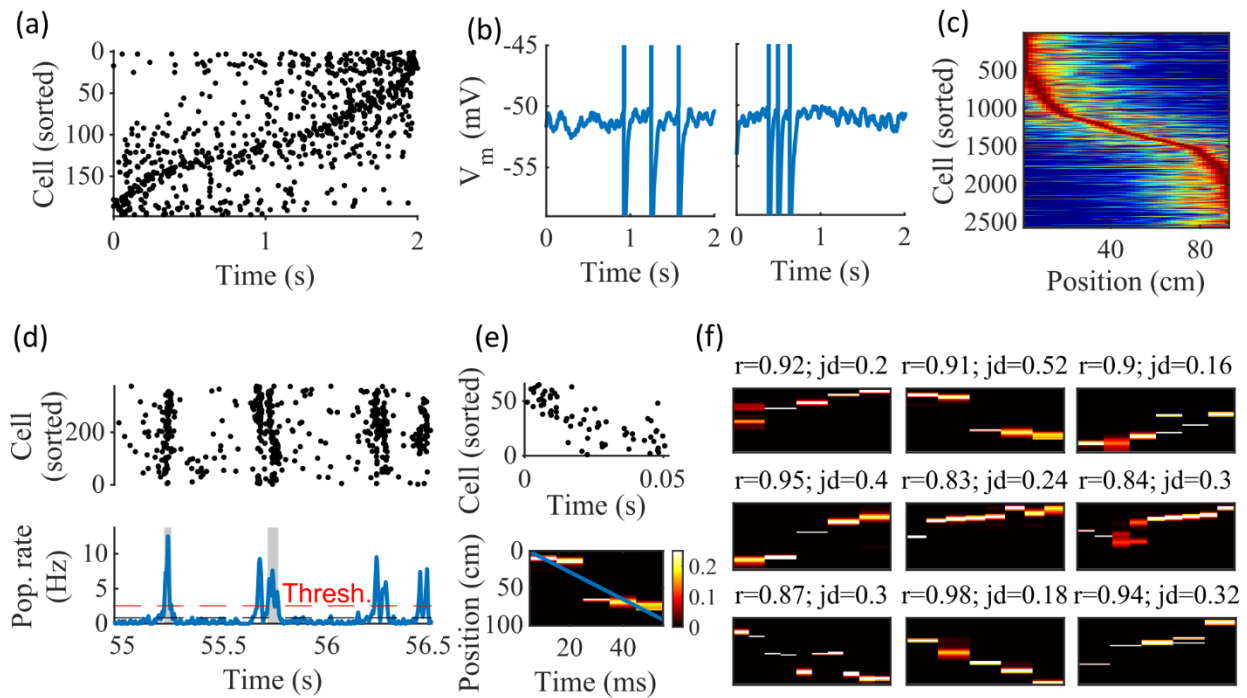 (a)
0
50
100
150
Cell (sorted)
0 1 2
Time (s)
(b)
-45
-50
-55
V_m (mV)
0 1 2
Time (s)
0 1 2
Time (s)
(c)
500
1000
1500
2000
2500
Cell (sorted)
40 80
Position (cm)
(d)
200
0
Cell
(sorted)
10
5
0
Pop. rate
(Hz)
Thresh.
55 55.5 56 56.5
Time (s)
(e)
50
0
Cell (sorted)
0 0.05
Time (s)
0
50
100
Position (cm)
0.2
0.1
0
20 40
Time (ms)
(f)
r=0.92; jd=0.2 r=0.91; jd=0.52 r=0.9; jd=0.16
r=0.95; jd=0.4 r=0.83; jd=0.24 r=0.84; jd=0.3
r=0.87; jd=0.3 r=0.98; jd=0.18 r=0.94; jd=0.32